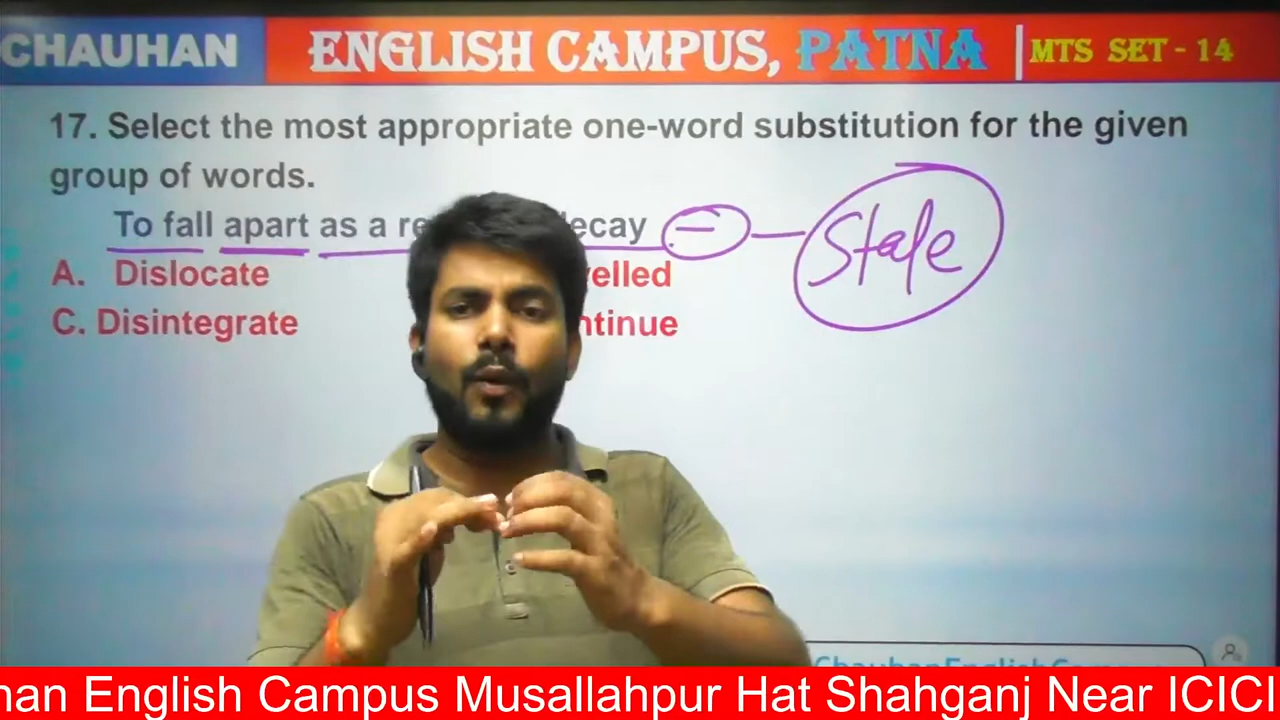 CHAUHAN ENGLISH CAMPUS, PATNA MTS SET - 14
17. Select the most appropriate one-word substitution for the given
group of words.
To fall apart as a re ecay Stale
A. Dislocate velled
C. Disintegrate ntinue
ChauhanEnglishCampus
han English Campus Musallahpur Hat Shahganj Near ICICI